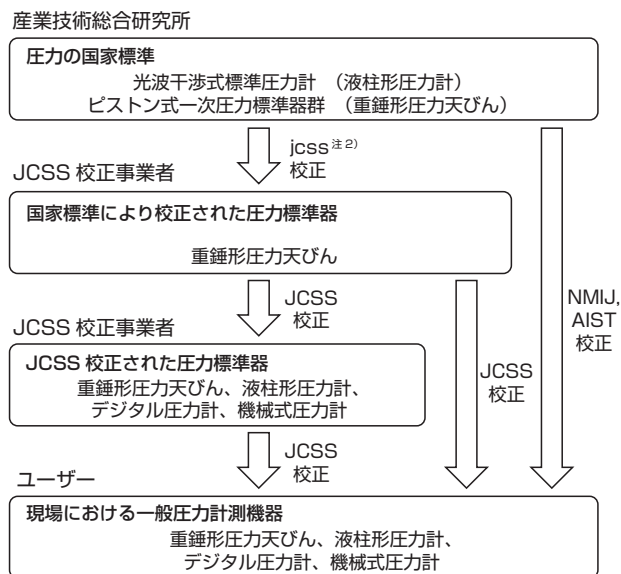 産業技術総合研究所
圧力の国家標準
光波干渉式標準圧力計 （液柱形圧力計）
ピストン式一次圧力標準器群 （重錘形圧力天びん）
jcss注2)
校正
JCSS 校正事業者
国家標準により校正された圧力標準器
重錘形圧力天びん
JCSS
校正
NMIJ,
AIST
校正
JCSS 校正事業者
JCSS 校正された圧力標準器
重錘形圧力天びん、液柱形圧力計、
デジタル圧力計、機械式圧力計
JCSS
校正
JCSS
校正
ユーザー
現場における一般圧力計測機器
重錘形圧力天びん、液柱形圧力計、
デジタル圧力計、機械式圧力計